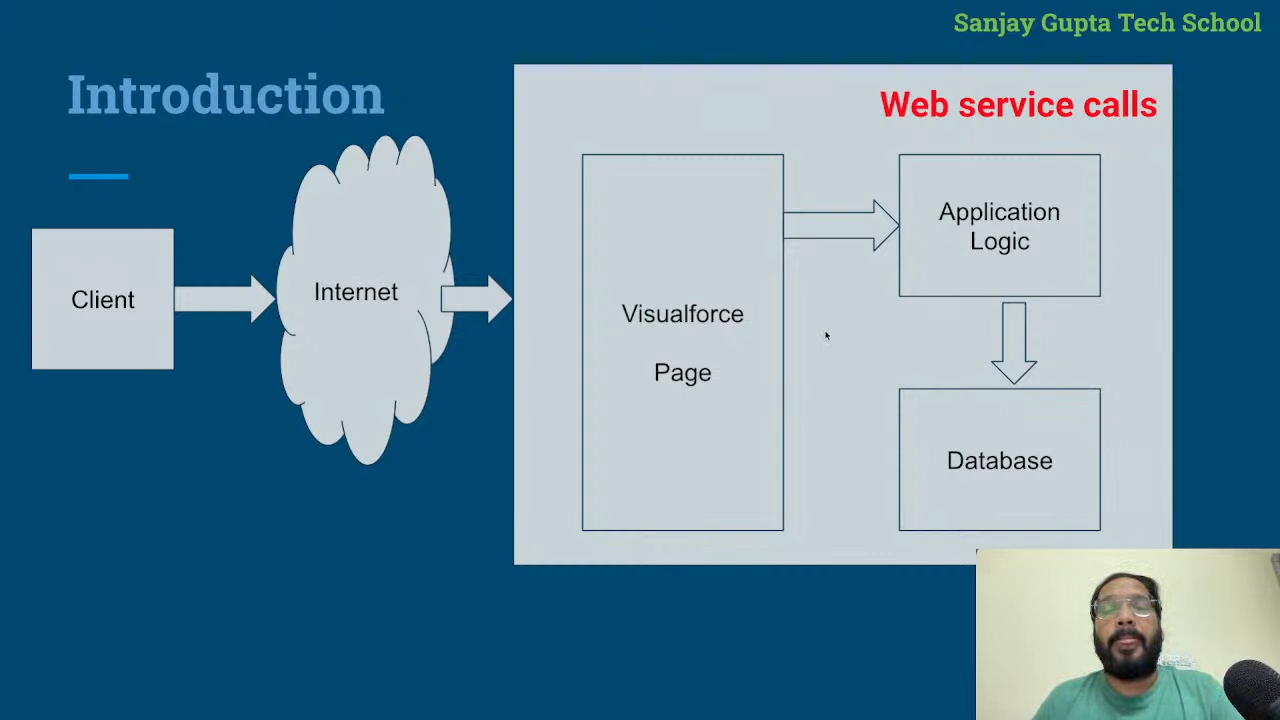 Sanjay Gupta Tech School
Introduction
Web service calls
Client
Internet
Visualforce
Page
Application
Logic
Database